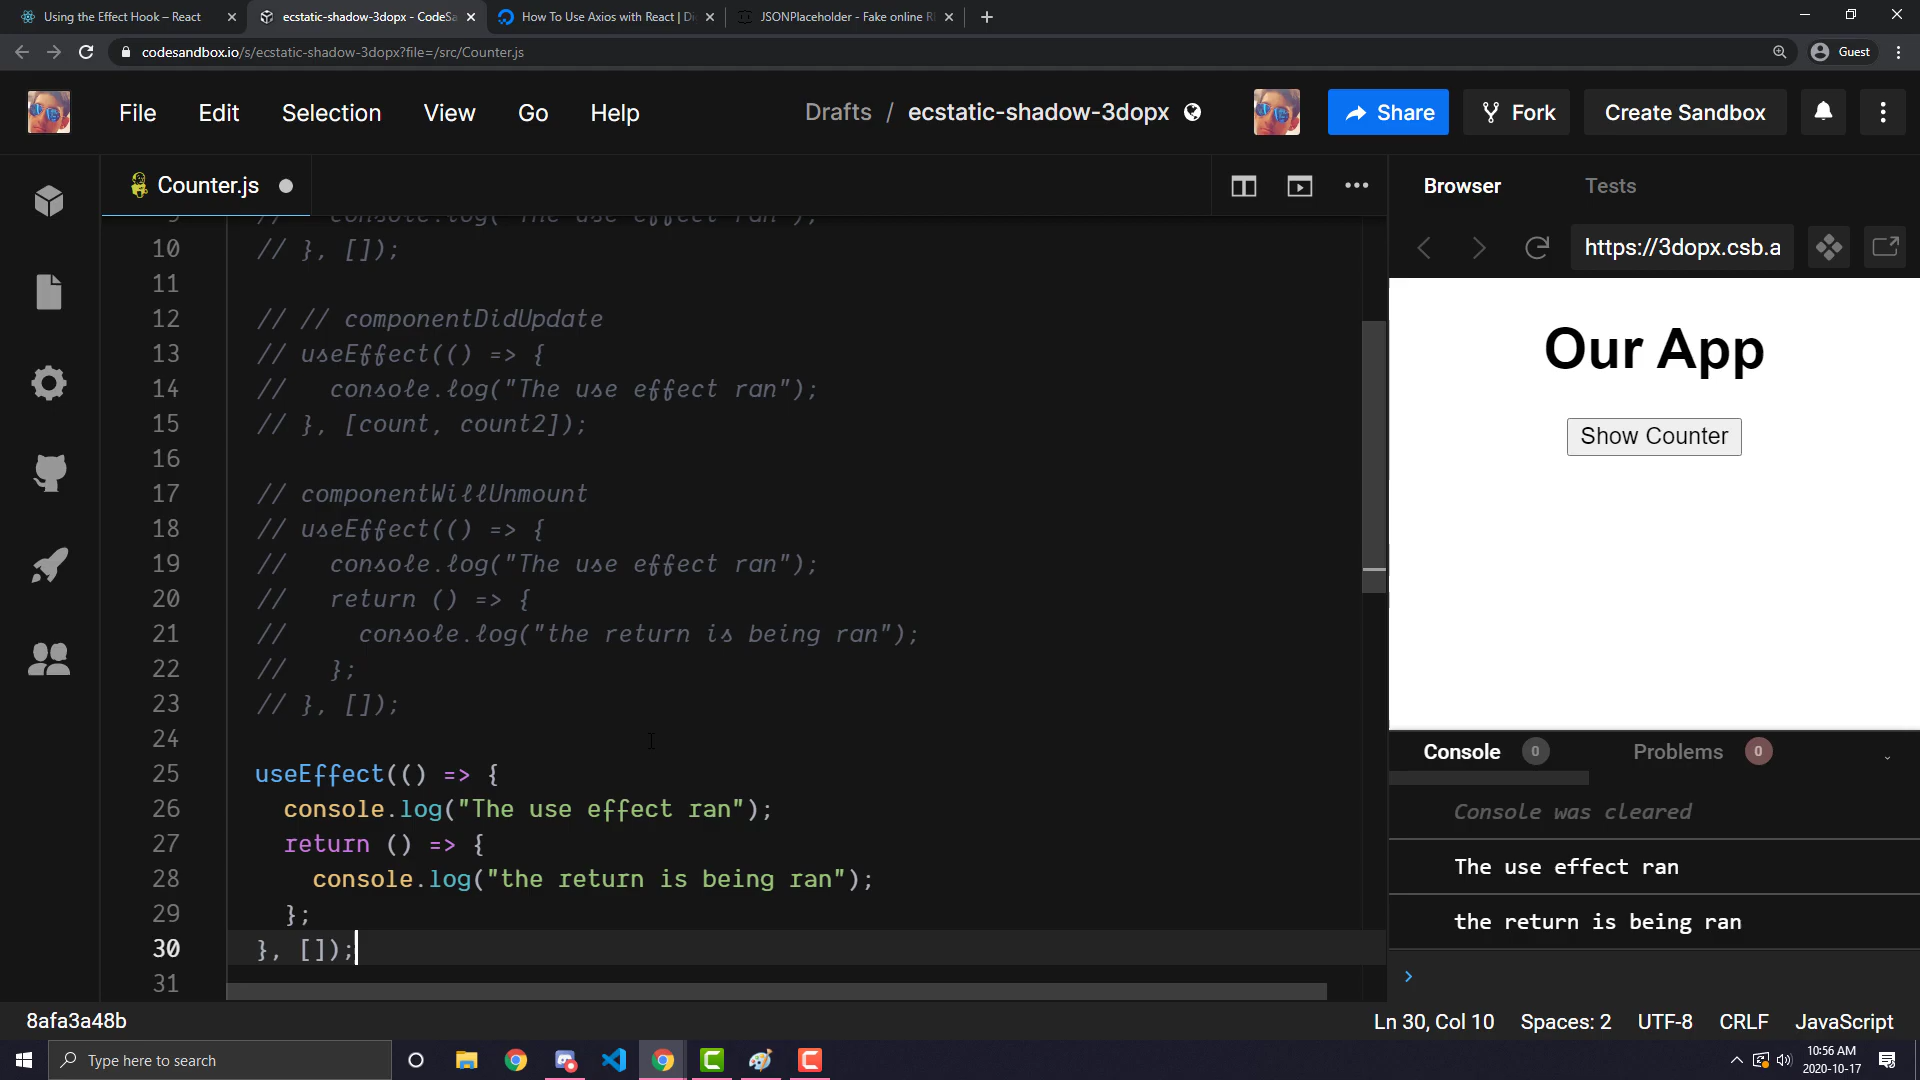 Using the Effect Hook – React
ecstatic-shadow-3dopx - CodeSa
How To Use Axios with React | Di
JSONPlaceholder - Fake online R
codesandbox.io/s/ecstatic-shadow-3dopx?file=/src/Counter.js
Guest
File
Edit
Selection
View
Go
Help
Drafts / ecstatic-shadow-3dopx
Share
Fork
Create Sandbox
Counter.js
Browser
Tests
https://3dopx.csb.a
9 // console.log("The use effect ran");
10 // }, []);
11
12 // // componentDidUpdate
13 // useEffect(() => {
14 // console.log("The use effect ran");
15 // }, [count, count2]);
16
17 // componentWillUnmount
18 // useEffect(() => {
19 // console.log("The use effect ran");
20 // return () => {
21 // console.log("the return is being ran");
22 // };
23 // }, []);
24
25 useEffect(() => {
26 console.log("The use effect ran");
27 return () => {
28 console.log("the return is being ran");
29 };
30 }, []);
31
Our App
Show Counter
Console 0
Problems 0
Console was cleared
The use effect ran
the return is being ran
8afa3a48b
Ln 30, Col 10
Spaces: 2
UTF-8
CRLF
JavaScript
Type here to search
10:56 AM
2020-10-17